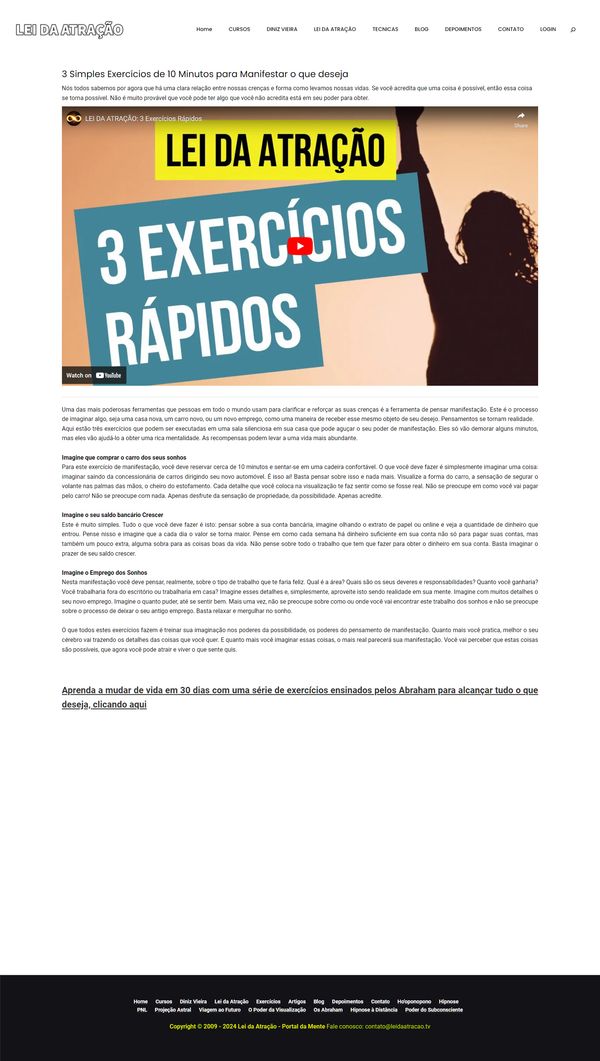 LEI DA ATRAÇÃO
Home CURSOS DINIZ VIEIRA LEI DA ATRAÇÃO TECNICAS BLOG DEPOIMENTOS CONTATO LOGIN
3 Simples Exercícios de 10 Minutos para Manifestar o que deseja
Nós todos sabemos por agora que há uma clara relação entre nossas crenças e forma como levamos nossas vidas. Se você acredita que uma coisa é possível, então essa coisa
se torna possível. Não é muito provável que você pode ter algo que você não acredita está em seu poder para obter.
LEI DA ATRAÇÃO: 3 Exercícios Rápidos
Share
LEI DA ATRAÇÃO
3 EXERCÍCIOS
RÁPIDOS
Watch on YouTube
Uma das mais poderosas ferramentas que pessoas em todo o mundo usam para clarificar e reforçar as suas crenças é a ferramenta de pensar manifestação. Este é o processo
de imaginar algo, seja uma casa nova, um carro novo, ou um novo emprego, como uma maneira de receber esse mesmo objeto de seu desejo. Pensamentos se tornam realidade.
Aqui estão três exercícios que podem ser executadas em uma sala silenciosa em sua casa que pode aguçar o seu poder de manifestação. Eles só vão demorar alguns minutos,
mas eles vão ajudá-lo a obter uma rica mentalidade. As recompensas podem levar a uma vida mais abundante.
Imagine que comprar o carro dos seus sonhos
Para este exercício de manifestação, você deve reservar cerca de 10 minutos e sentar-se em uma cadeira confortável. O que você deve fazer é simplesmente imaginar uma coisa:
imaginar saindo da concessionária de carros dirigindo seu novo automóvel. É isso aí! Basta pensar sobre isso e nada mais. Visualize a forma do carro, a sensação de segurar o
volante nas palmas das mãos, o cheiro do estofamento. Cada detalhe que você coloca na visualização te faz sentir como se fosse real. Não se preocupe em como você vai pagar
pelo carro! Não se preocupe com nada. Apenas desfrute da sensação de propriedade, da possibilidade. Apenas acredite.
Imagine o seu saldo bancário Crescer
Este é muito simples. Tudo o que você deve fazer é isto: pensar sobre a sua conta bancária, imagine olhando o extrato de papel ou online e veja a quantidade de dinheiro que
entrou. Pense nisso e imagine que a cada dia o valor se torna maior. Pense em como cada semana há dinheiro suficiente em sua conta não só para pagar suas contas, mas
também um pouco extra, alguma sobra para as coisas boas da vida. Não pense sobre todo o trabalho que tem que fazer para obter o dinheiro em sua conta. Basta imaginar o
prazer de seu saldo crescer.
Imagine o Emprego dos Sonhos
Nesta manifestação você deve pensar, realmente, sobre o tipo de trabalho que te faria feliz. Qual é a área? Quais são os seus deveres e responsabilidades? Quanto você ganharia?
Você trabalharia fora do escritório ou trabalharia em casa? Imagine esses detalhes e, simplesmente, aproveite isto sendo realidade em sua mente. Imagine com muitos detalhes o
seu novo emprego. Imagine o quanto puder, até se sentir bem. Mais uma vez, não se preocupe sobre como ou onde você vai encontrar este trabalho dos sonhos e não se preocupe
sobre o processo de deixar o seu antigo emprego. Basta relaxar e mergulhar no sonho.
O que todos estes exercícios fazem é treinar sua imaginação nos poderes da possibilidade, os poderes do pensamento de manifestação. Quanto mais você pratica, melhor o seu
cérebro vai trazendo os detalhes das coisas que você quer. E quanto mais você imaginar essas coisas, o mais real parecerá sua manifestação. Você vai perceber que estas coisas
são possíveis, que agora você pode atrair e viver o que sente quis.
Aprenda a mudar de vida em 30 dias com uma série de exercícios ensinados pelos Abraham para alcançar tudo o que
deseja, clicando aqui
Home Cursos Diniz Vieira Lei da Atração Exercícios Artigos Blog Depoimentos Contato Ho'oponopono Hipnose
PNL Projeção Astral Viagem ao Futuro O Poder da Visualização Os Abraham Hipnose à Distância Poder do Subconsciente
Copyright © 2009 - 2024 Lei da Atração - Portal da Mente Fale conosco: contato@leidaatracao.tv